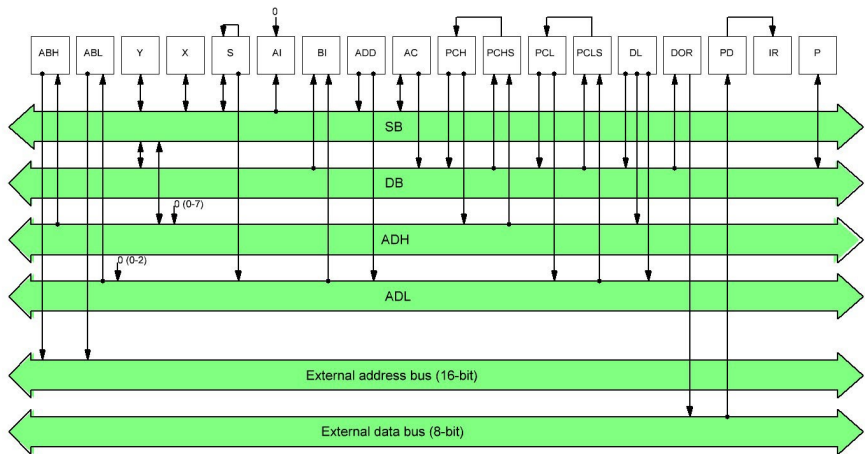 0
ABH ABL Y X S AI BI ADD AC PCH PCHS PCL PCLS DL DOR PD IR P
SB
DB
0 (0-7)
ADH
0 (0-2)
ADL
External address bus (16-bit)
External data bus (8-bit)